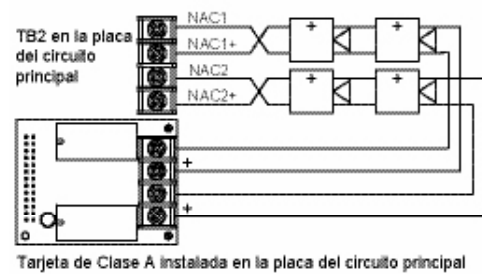 NAC1
TB2 en la placa
del circuito
principal
NAC1+
NAC2
NAC2+
+ +
+ +
+
+
Tarjeta de Clase A instalada en la placa del circuito principal